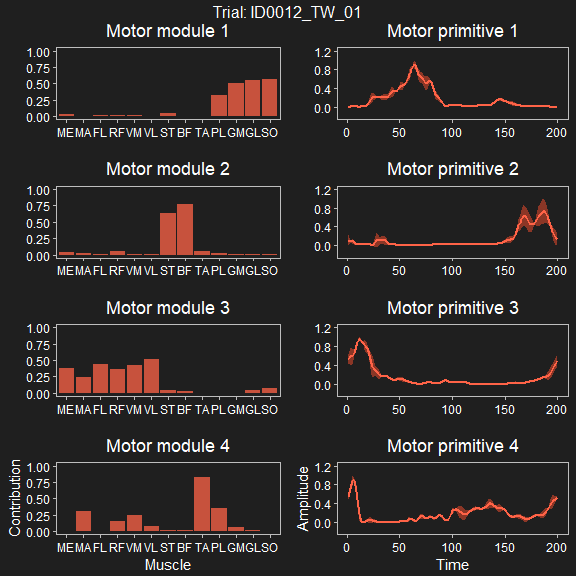 Trial: ID0012_TW_01
Motor module 1
Motor primitive 1
1.00
0.75
0.50
0.25
0.00
ME MA FL RF VM VL ST BF TA PL GM GL SO
1.2
0.8
0.4
0.0
0 50 100 150 200
Motor module 2
Motor primitive 2
1.00
0.75
0.50
0.25
0.00
ME MA FL RF VM VL ST BF TA PL GM GL SO
1.2
0.8
0.4
0.0
0 50 100 150 200
Motor module 3
Motor primitive 3
1.00
0.75
0.50
0.25
0.00
ME MA FL RF VM VL ST BF TA PL GM GL SO
1.2
0.8
0.4
0.0
0 50 100 150 200
Motor module 4
Motor primitive 4
Contribution
1.00
0.75
0.50
0.25
0.00
ME MA FL RF VM VL ST BF TA PL GM GL SO
Muscle
Amplitude
1.2
0.8
0.4
0.0
0 50 100 150 200
Time